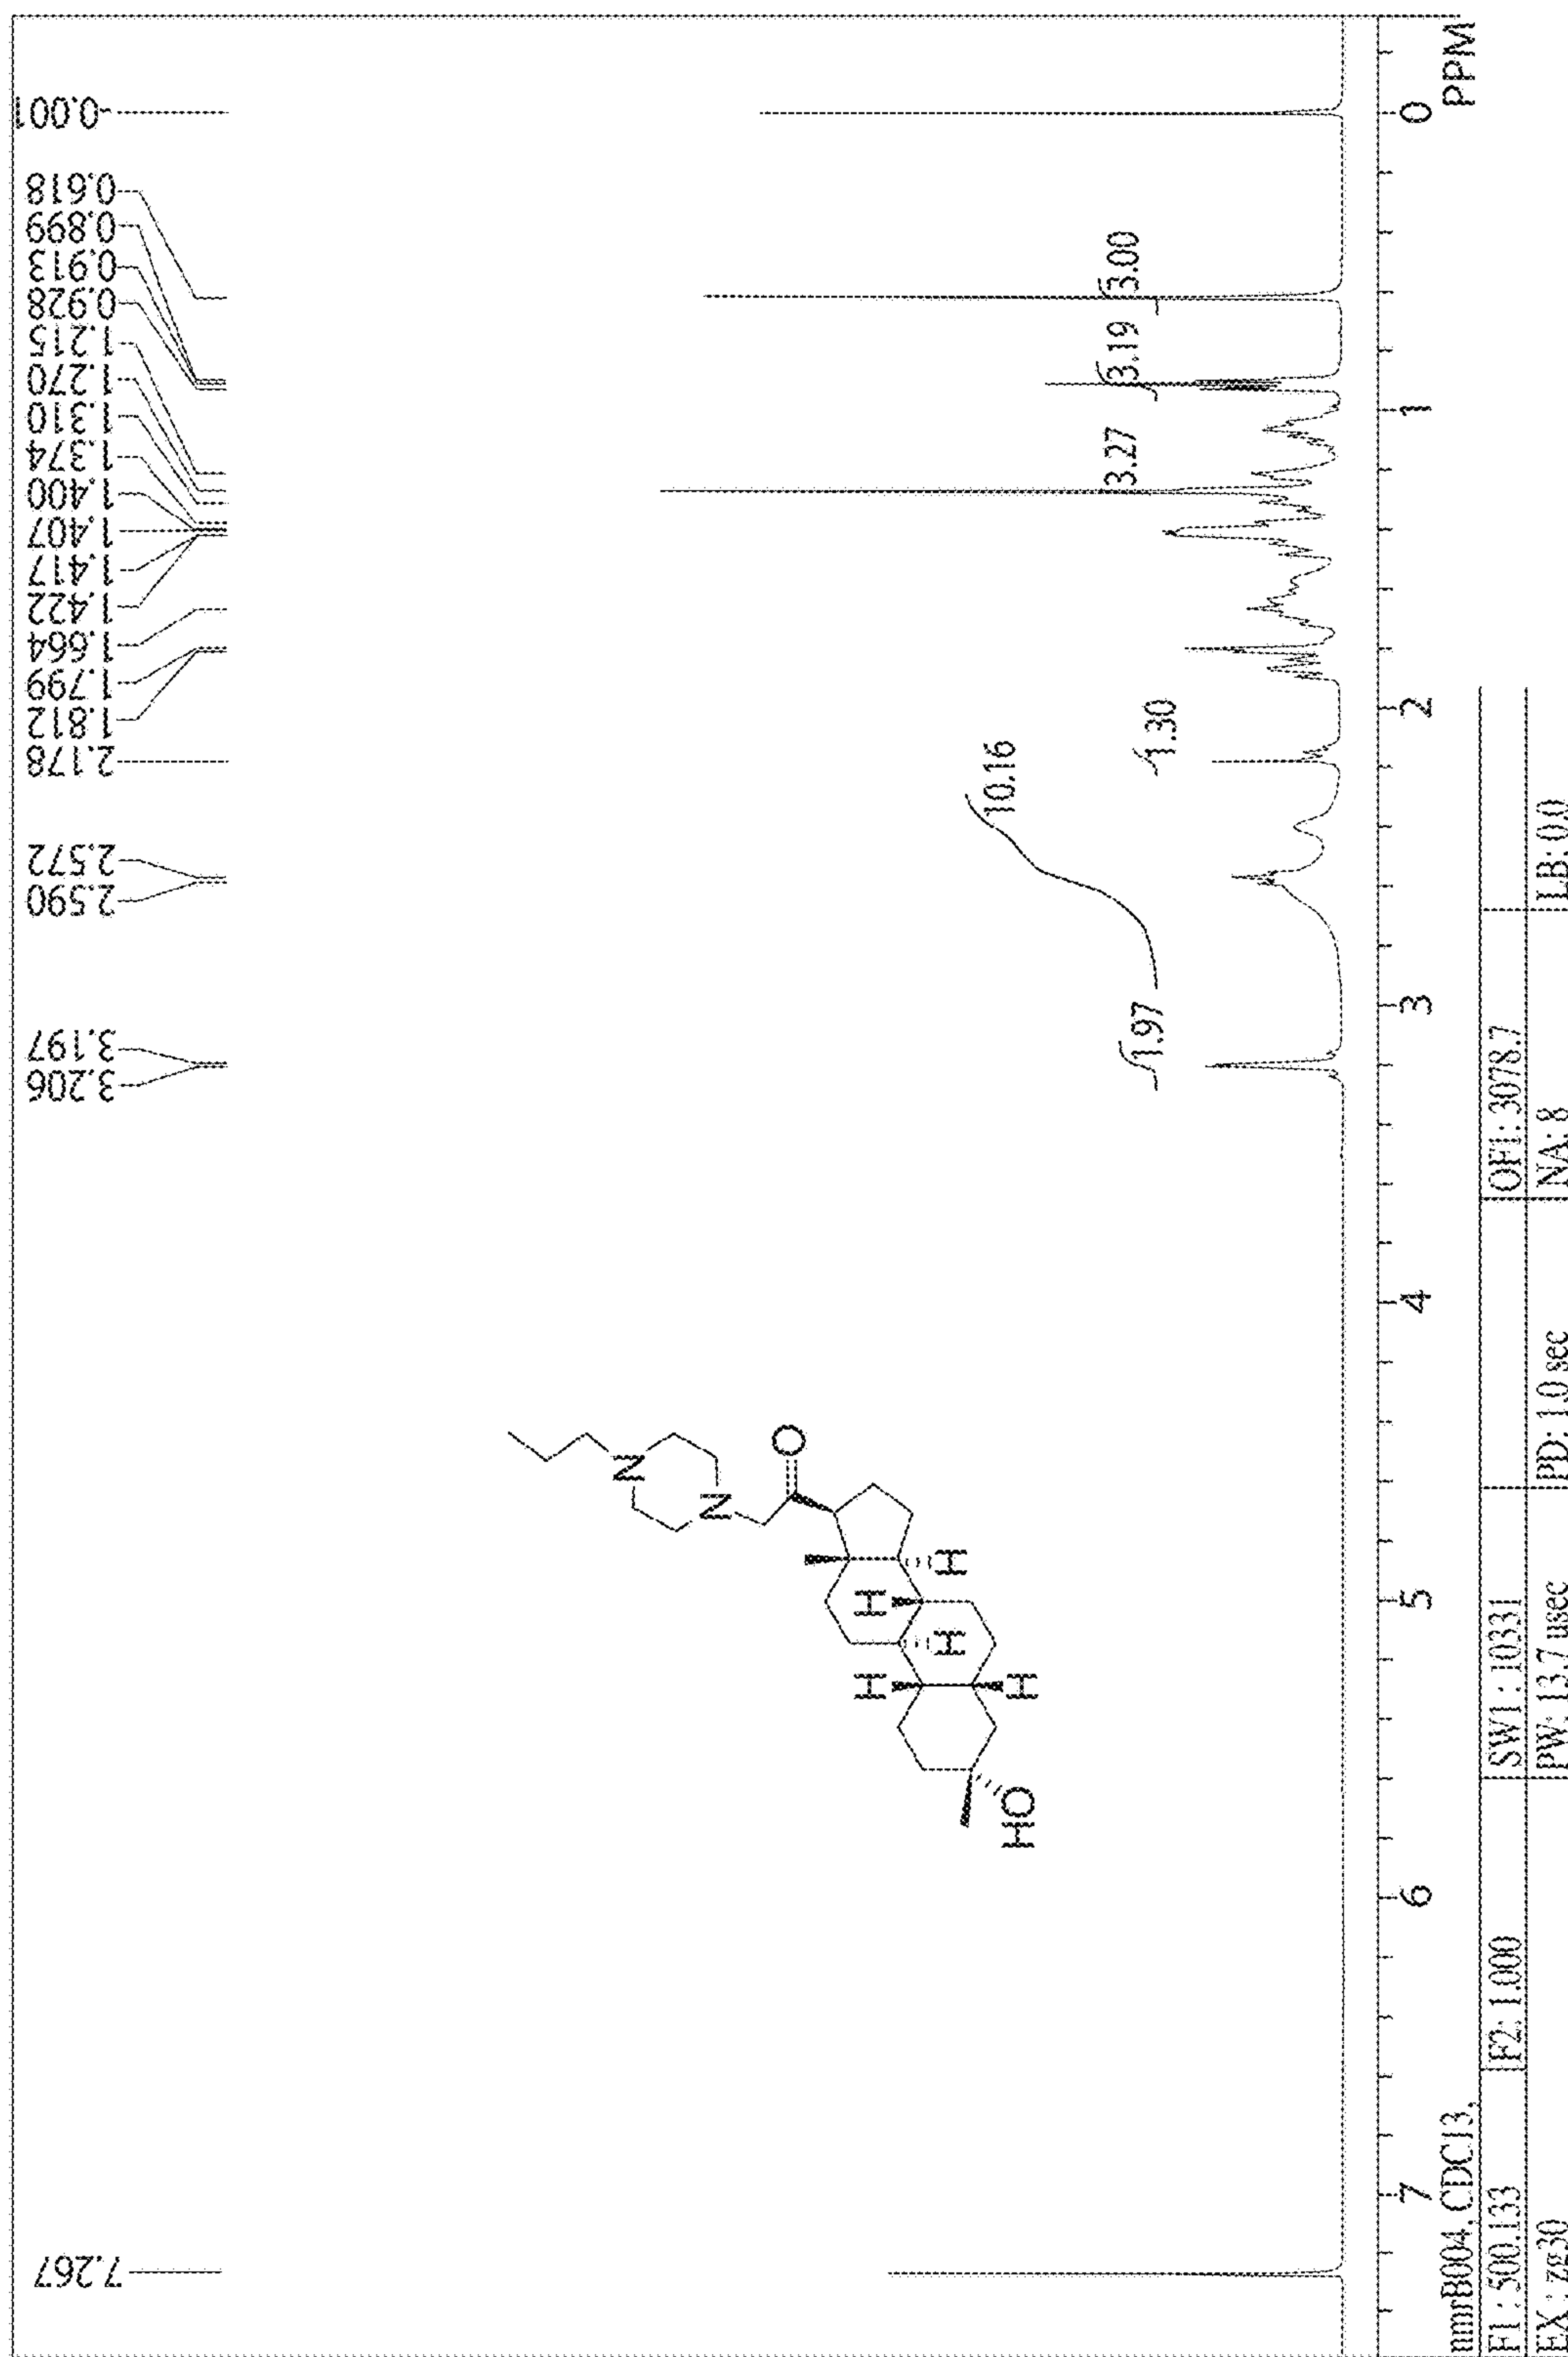 7.267
3.206
3.197
2.590
2.572
2.178
1.812
1.799
1.664
1.422
1.417
1.407
1.400
1.374
1.310
1.270
1.215
0.928
0.913
0.899
0.618
-0.001
1.97
10.16
1.30
3.27
3.19
3.00
N
N
O
H
H
H
H
H
HO
7
6
5
4
3
2
1
0
PPM
nmrB004, CDCl3,
F1: 500.133
F2: 1.000
SW1: 10331
OF1: 3078.7
EX: zg30
PW: 13.7 usec
PD: 1.0 sec
NA: 8
LB: 0.0